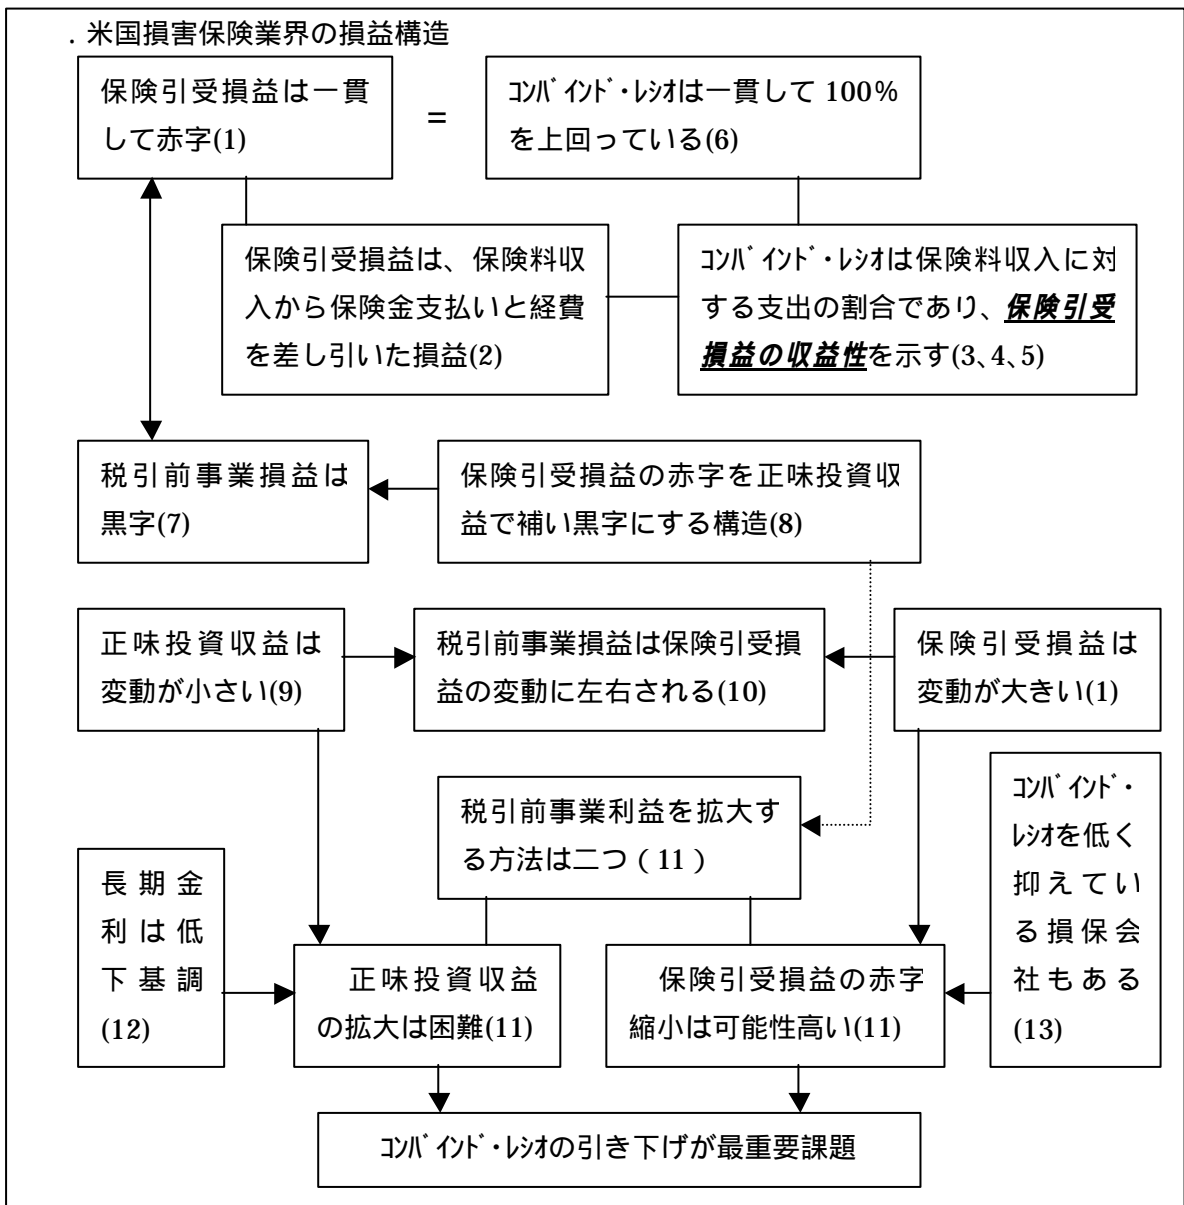 . 米国損害保険業界の損益構造
保険引受損益は一貫
して赤字(1)
=
ｺﾝﾊﾞｲﾝﾄﾞ・ﾚｼｵは一貫して 100%
を上回っている(6)
保険引受損益は、保険料収
入から保険金支払いと経費
を差し引いた損益(2)
ｺﾝﾊﾞｲﾝﾄﾞ・ﾚｼｵは保険料収入に対
する支出の割合であり、保険引受
損益の収益性を示す(3、4、5)
税引前事業損益は
黒字(7)
保険引受損益の赤字を正味投資収
益で補い黒字にする構造(8)
正味投資収益は
変動が小さい(9)
税引前事業損益は保険引受損
益の変動に左右される(10)
保険引受損益は
変動が大きい(1)
税引前事業利益を拡大す
る方法は二つ（11）
ｺﾝﾊﾞｲﾝﾄﾞ・
ﾚｼｵを低く
抑えてい
る損保会
社もある
(13)
長期金
利は低
下基調
(12)
正味投資収益
の拡大は困難(11)
保険引受損益の赤字
縮小は可能性高い(11)
ｺﾝﾊﾞｲﾝﾄﾞ・ﾚｼｵの引き下げが最重要課題